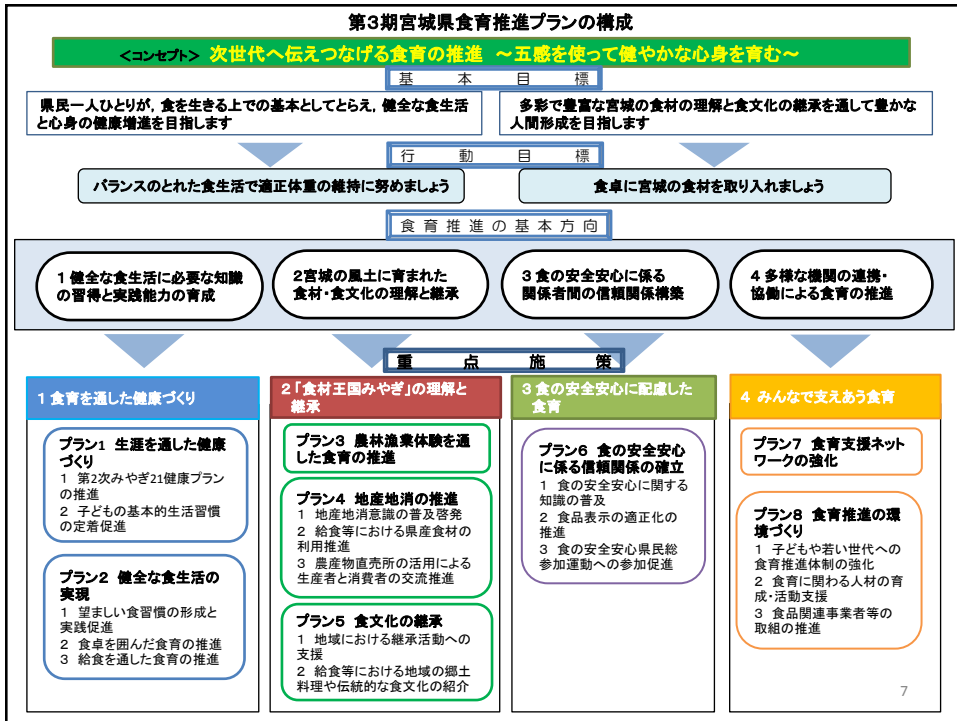 第3期宮城県食育推進プランの構成
<コンセプト> 次世代へ伝えつなげる食育の推進 ~五感を使って健やかな心身を育む~
基本目標
県民一人ひとりが，食を生きる上での基本としてとらえ，健全な食生活
と心身の健康増進を目指します
多彩で豊富な宮城の食材の理解と食文化の継承を通して豊かな
人間形成を目指します
行動目標
バランスのとれた食生活で適正体重の維持に努めましょう
食卓に宮城の食材を取り入れましょう
食育推進の基本方向
1 健全な食生活に必要な知識
の習得と実践能力の育成
2宮城の風土に育まれた
食材・食文化の理解と継承
3 食の安全安心に係る
関係者間の信頼関係構築
4 多様な機関の連携・
協働による食育の推進
重点施策
1 食育を通した健康づくり
プラン1 生涯を通した健康
づくり
1 第2次みやぎ21健康プラン
の推進
2 子どもの基本的生活習慣
の定着促進
プラン2 健全な食生活の
実現
1 望ましい食習慣の形成と
実践促進
2 食卓を囲んだ食育の推進
3 給食を通した食育の推進
2 「食材王国みやぎ」の理解と
継承
プラン3 農林漁業体験を通
した食育の推進
プラン4 地産地消の推進
1 地産地消意識の普及啓発
2 給食等における県産食材の
利用推進
3 農産物直売所の活用による
生産者と消費者の交流推進
プラン5 食文化の継承
1 地域における継承活動への
支援
2 給食等における地域の郷土
料理や伝統的な食文化の紹介
3 食の安全安心に配慮した
食育
プラン6 食の安全安心
に係る信頼関係の確立
1 食の安全安心に関する
知識の普及
2 食品表示の適正化の
推進
3 食の安全安心県民総
参加運動への参加促進
4 みんなで支えあう食育
プラン7 食育支援ネット
ワークの強化
プラン8 食育推進の環
境づくり
1 子どもや若い世代への
食育推進体制の強化
2 食育に関わる人材の育
成・活動支援
3 食品関連事業者等の
取組の推進
7